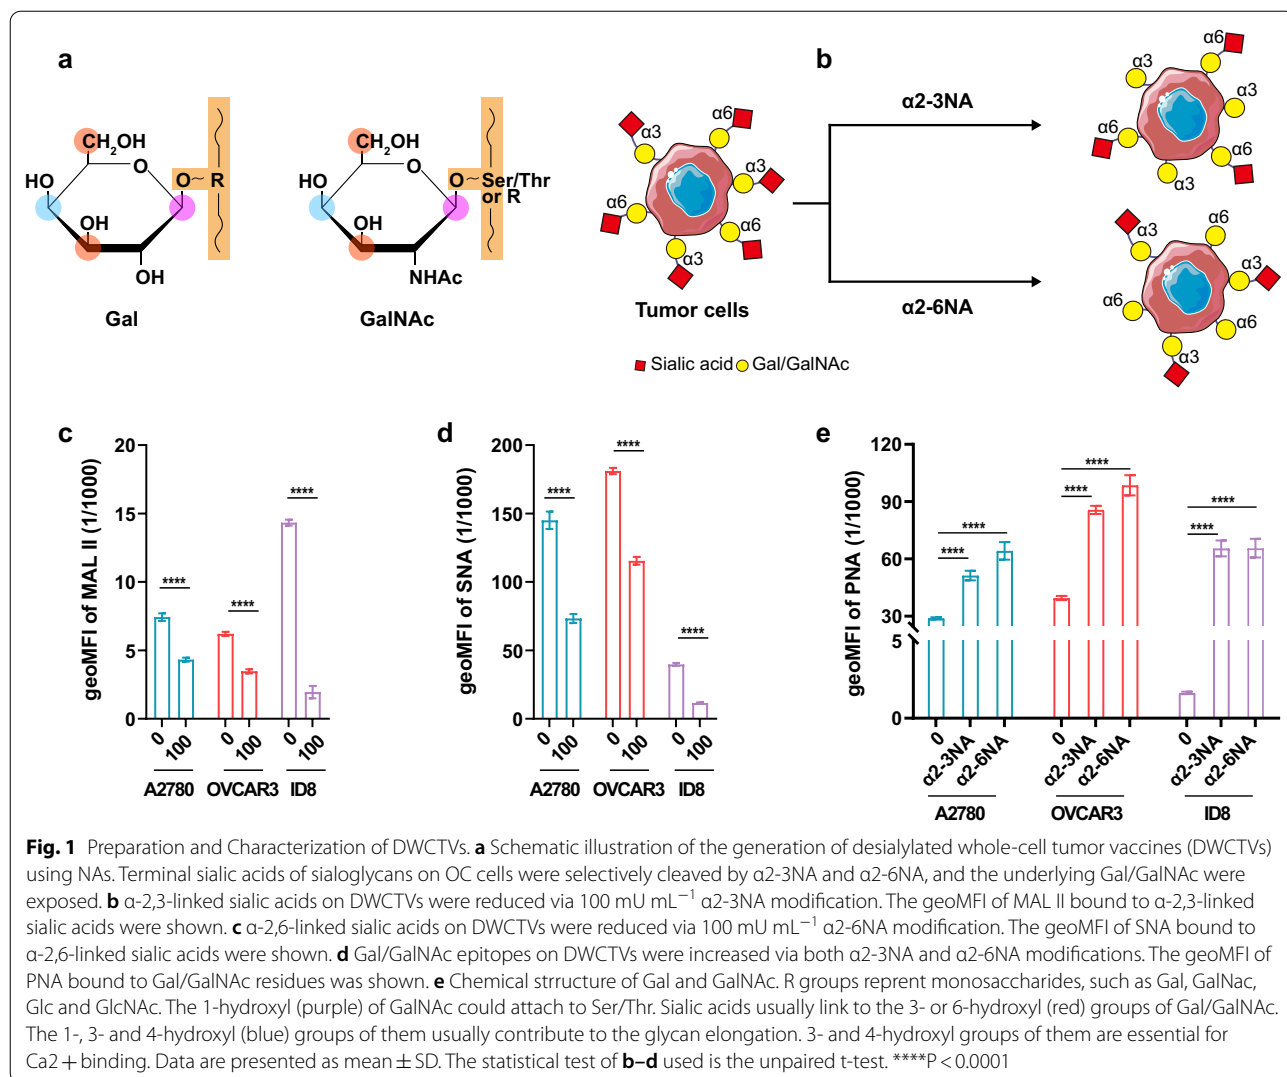 a
CH2OH
O
HO
O~R
OH
OH
Gal
CH2OH
O
HO
O~Ser/Thr
or R
OH
NHAc
GalNAc
α6
α3
α3
α6
α6
α3
Tumor cells
b
α2-3NA
α2-6NA
α6
α3
α3
α6
α6
α3
α3
α6
α3
α6
α6
α3
Sialic acid Gal/GalNAc
c
geoMFI of MAL II (1/1000)
20
15
10
5
0
****
****
****
0 100 0 100 0 100
A2780 OVCAR3 ID8
d
geoMFI of SNA (1/1000)
200
150
100
50
0
****
****
****
0 100 0 100 0 100
A2780 OVCAR3 ID8
e
geoMFI of PNA (1/1000)
120
90
60
30
5
0
****
****
****
****
****
****
0 α2-3NA α2-6NA 0 α2-3NA α2-6NA 0 α2-3NA α2-6NA
A2780 OVCAR3 ID8
Fig. 1 Preparation and Characterization of DWCTVs. a Schematic illustration of the generation of desialylated whole-cell tumor vaccines (DWCTVs)
using NAs. Terminal sialic acids of sialoglycans on OC cells were selectively cleaved by α2-3NA and α2-6NA, and the underlying Gal/GalNAc were
exposed. b α-2,3-linked sialic acids on DWCTVs were reduced via 100 mU mL−1 α2-3NA modification. The geoMFI of MAL II bound to α-2,3-linked
sialic acids were shown. c α-2,6-linked sialic acids on DWCTVs were reduced via 100 mU mL−1 α2-6NA modification. The geoMFI of SNA bound to
α-2,6-linked sialic acids were shown. d Gal/GalNAc epitopes on DWCTVs were increased via both α2-3NA and α2-6NA modifications. The geoMFI of
PNA bound to Gal/GalNAc residues was shown. e Chemical strructure of Gal and GalNAc. R groups reprent monosaccharides, such as Gal, GalNac,
Glc and GlcNAc. The 1-hydroxyl (purple) of GalNAc could attach to Ser/Thr. Sialic acids usually link to the 3- or 6-hydroxyl (red) groups of Gal/GalNAc.
The 1-, 3- and 4-hydroxyl (blue) groups of them usually contribute to the glycan elongation. 3- and 4-hydroxyl groups of them are essential for
Ca2 + binding. Data are presented as mean ± SD. The statistical test of b–d used is the unpaired t-test. ****P < 0.0001